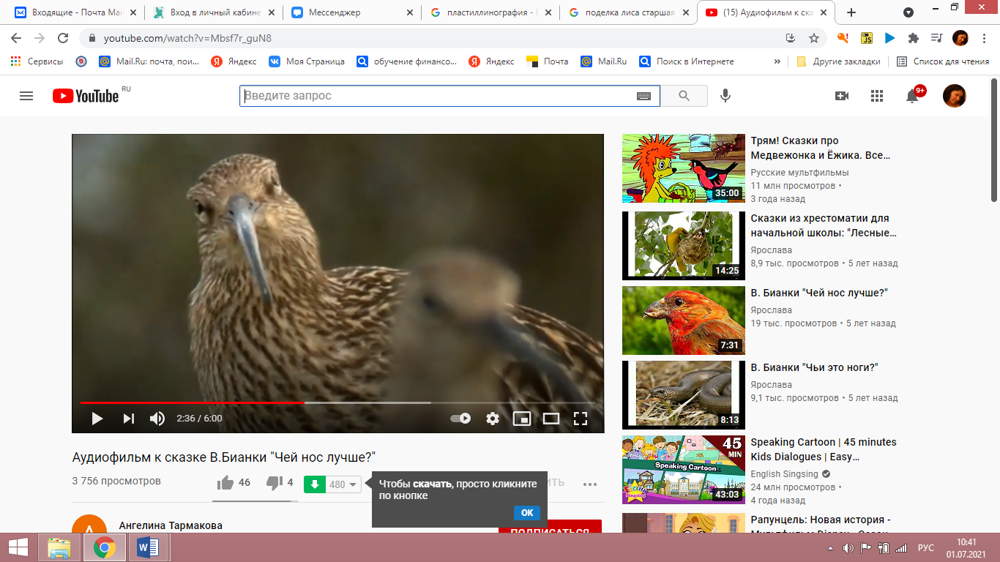 Входящие - Почта Mai
Вход в личный кабине
Мессенджер
пластиллинография - П
поделка лиса старшая
(15) Аудиофильм к ска
youtube.com/watch?v=Mbsf7r_guN8
JS
Сервисы
Mail.Ru: почта, пои...
Яндекс
Моя Страница
обучение финансо...
Яндекс
Почта
Mail.Ru
Поиск в Интернете
»
Другие закладки
Список для чтения
YouTube RU
Введите запрос
9+
2:36 / 6:00
Аудиофильм к сказке В.Бианки "Чей нос лучше?"
3 756 просмотров
46
4
480
Чтобы скачать, просто кликните
по кнопке
OK
ИТЬ
А
Ангелина Тармакова
ПОДПИСАТЬСЯ
35:00
Трям! Сказки про
Медвежонка и Ёжика. Все...
Русские мультфильмы
11 млн просмотров •
3 года назад
14:25
Сказки из хрестоматии для
начальной школы: "Лесные...
Ярослава
8,9 тыс. просмотров • 5 лет назад
7:31
В. Бианки "Чей нос лучше?"
Ярослава
19 тыс. просмотров • 5 лет назад
8:13
В. Бианки "Чьи это ноги?"
Ярослава
9,1 тыс. просмотров • 5 лет назад
45
MIN
Speaking Cartoon
English Singsing
43:03
Speaking Cartoon | 45 minutes
Kids Dialogues | Easy...
English Singsing
24 млн просмотров •
4 года назад
Рапунцель: Новая история -
РУС
10:41
01.07.2021